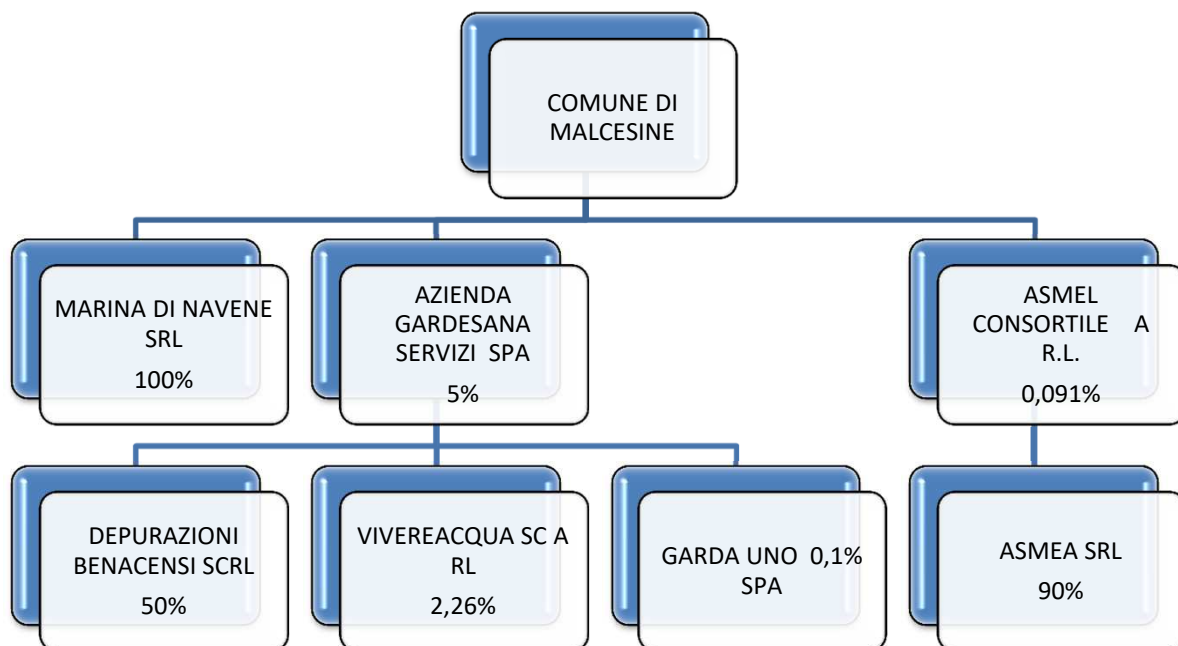 COMUNE DI
MALCESINE
MARINA DI NAVENE
SRL
100%
AZIENDA
GARDESANA
SERVIZI SPA
5%
ASMEL
CONSORTILE A
R.L.
0,091%
DEPURAZIONI
BENACENSI SCRL
50%
VIVEREACQUA SC A
RL
2,26%
GARDA UNO 0,1%
SPA
ASMEA SRL
90%